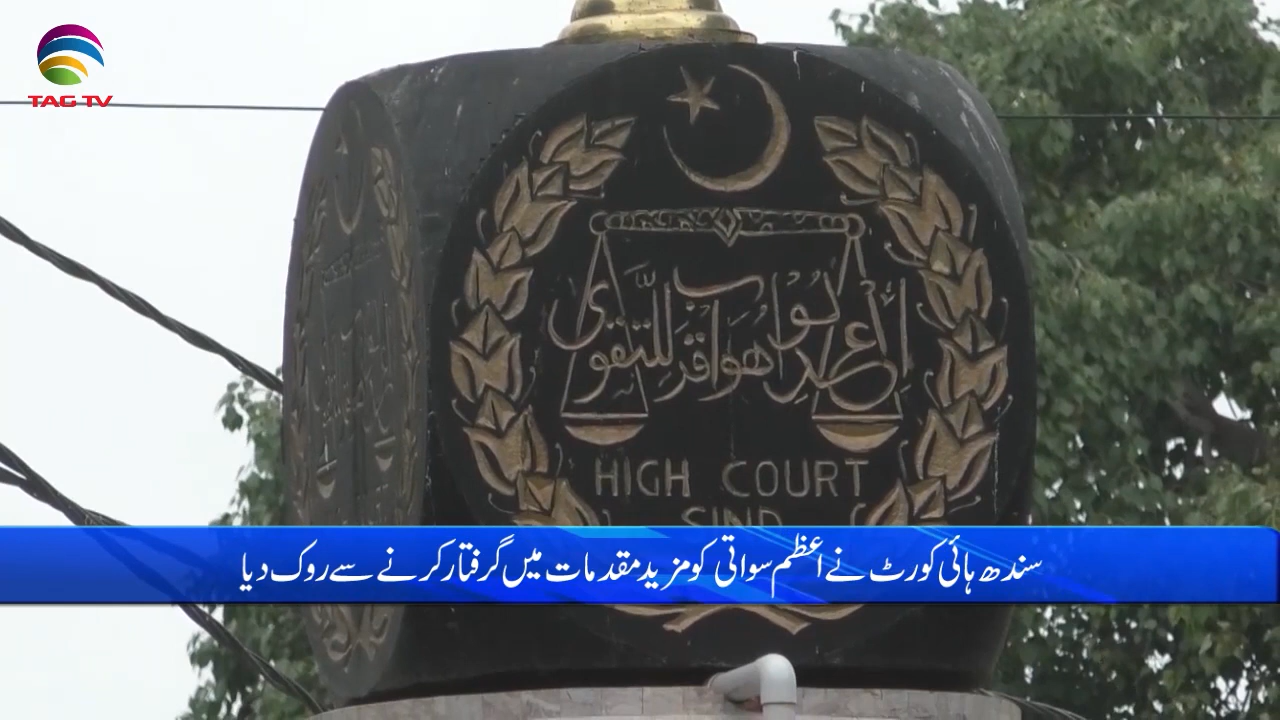 TAG TV
اعدلوا هو اقرب للتقوى
HIGH COURT
SIND
سندھ ہائی کورٹ نے اعظم سواتی کو مزید مقدمات میں گرفتار کرنے سے روک دیا